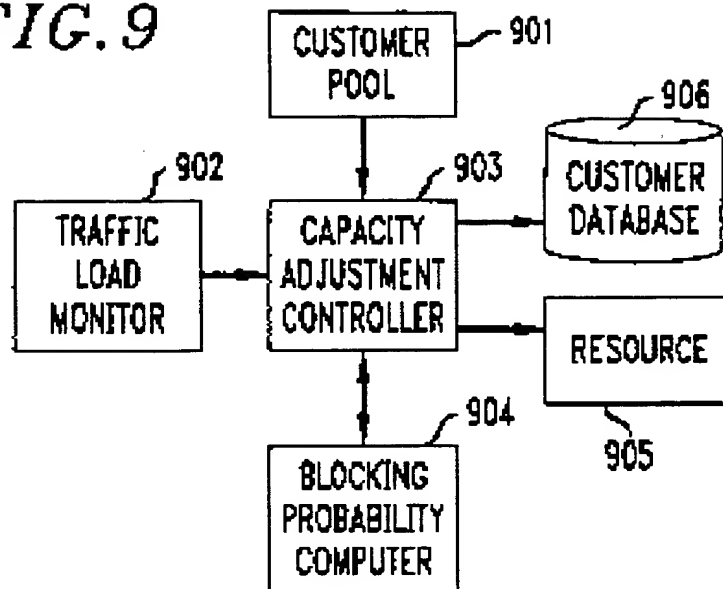 FIG. 9
CUSTOMER
POOL
901
906
902
903
CUSTOMER
DATABASE
TRAFFIC
LOAD
MONITOR
CAPACITY
ADJUSTMENT
CONTROLLER
RESOURCE
904
905
BLOCKING
PROBABILITY
COMPUTER